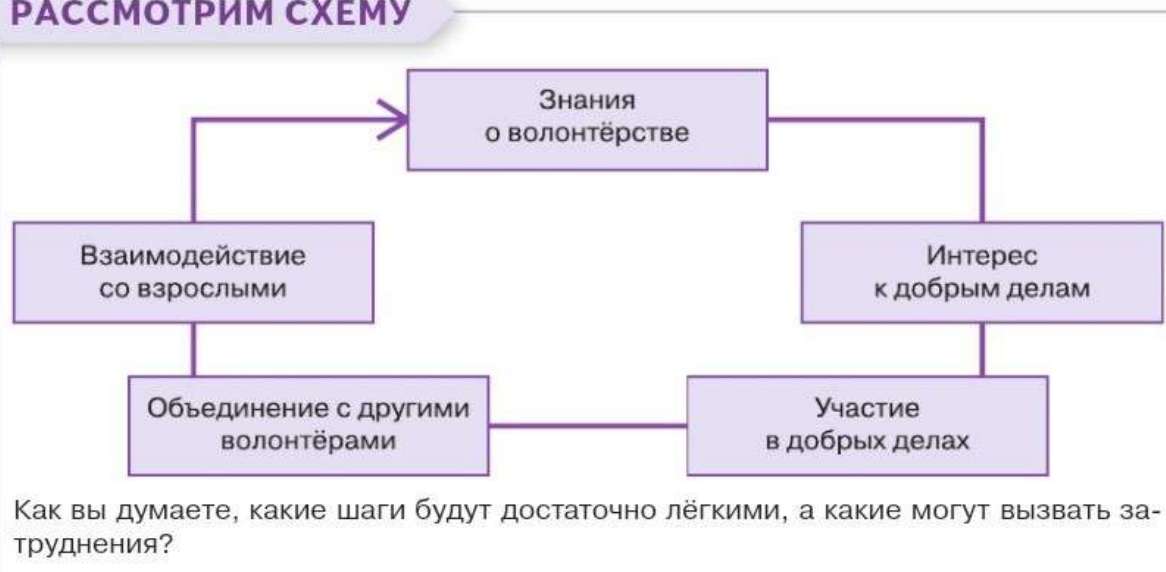 РАССМОТРИМ СХЕМУ
Знания
о волонтёрстве
Взаимодействие
со взрослыми
Интерес
к добрым делам
Объединение с другими
волонтёрами
Участие
в добрых делах
Как вы думаете, какие шаги будут достаточно лёгкими, а какие могут вызвать за-
труднения?